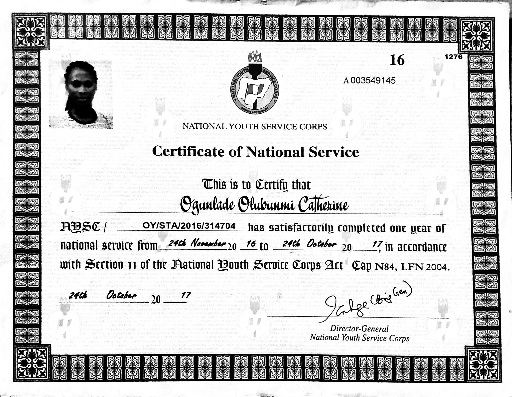 16
1276
A 003549145
NATIONAL YOUTH SERVICE CORPS
Certificate of National Service
This is to Certify that
Ogunlade Olubunmi Catherine
NYSC/ OY/STA/2016/314704 has satisfactorily completed one year of
national service from 24th November 20 16 to 24th October 20 17 in accordance
with Section 11 of the National Youth Service Corps Act Cap N84, LFN 2004.
24th October 20 17
(Brig Gen)
Director-General
National Youth Service Corps